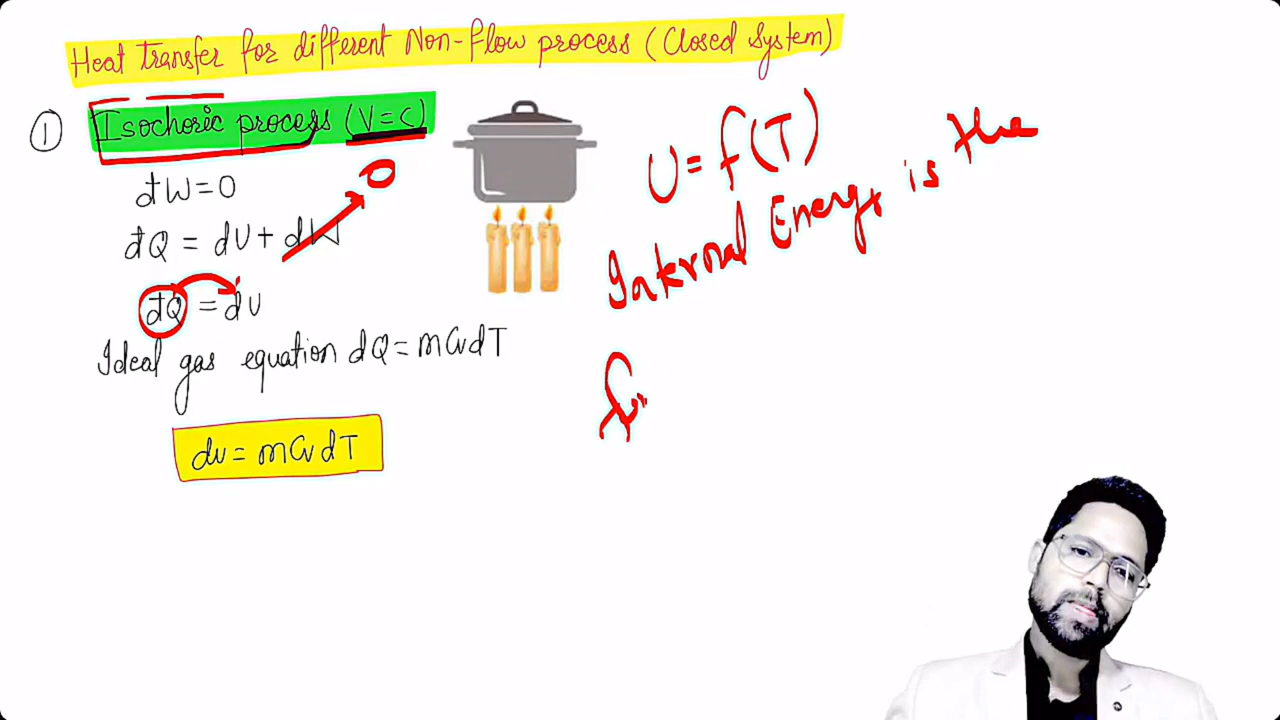 Heat transfer for different Non-flow process (Closed System)
① Isochoric process (V=C)
dW=0
O
dQ = dU + dW
dQ = dU
Ideal gas equation dQ = mCvdT
du = mCvdT
U = f(T)
Internal Energy is the